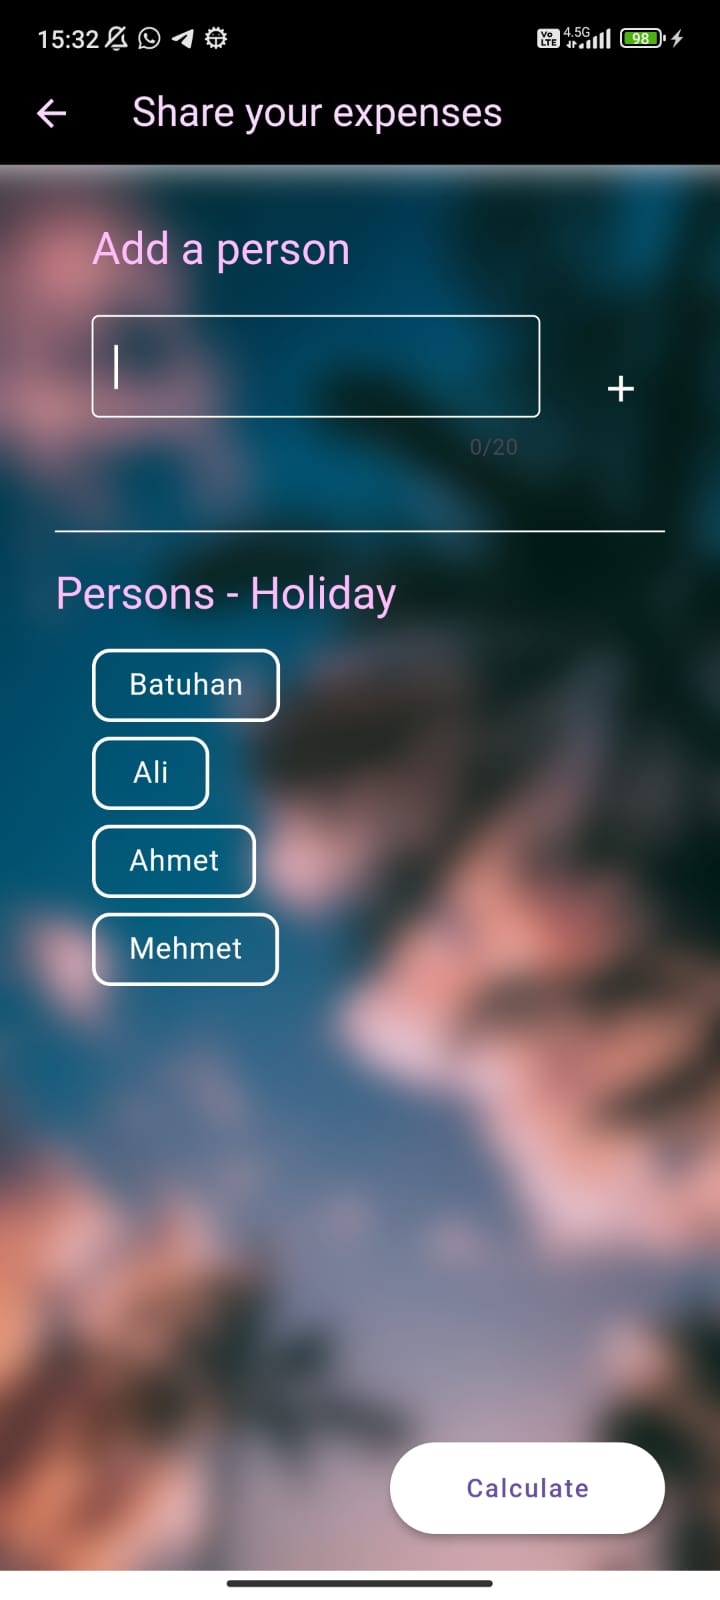 15:32 Vo LTE 4.5G 98
Share your expenses
Add a person
0/20
Persons - Holiday
Batuhan
Ali
Ahmet
Mehmet
Calculate